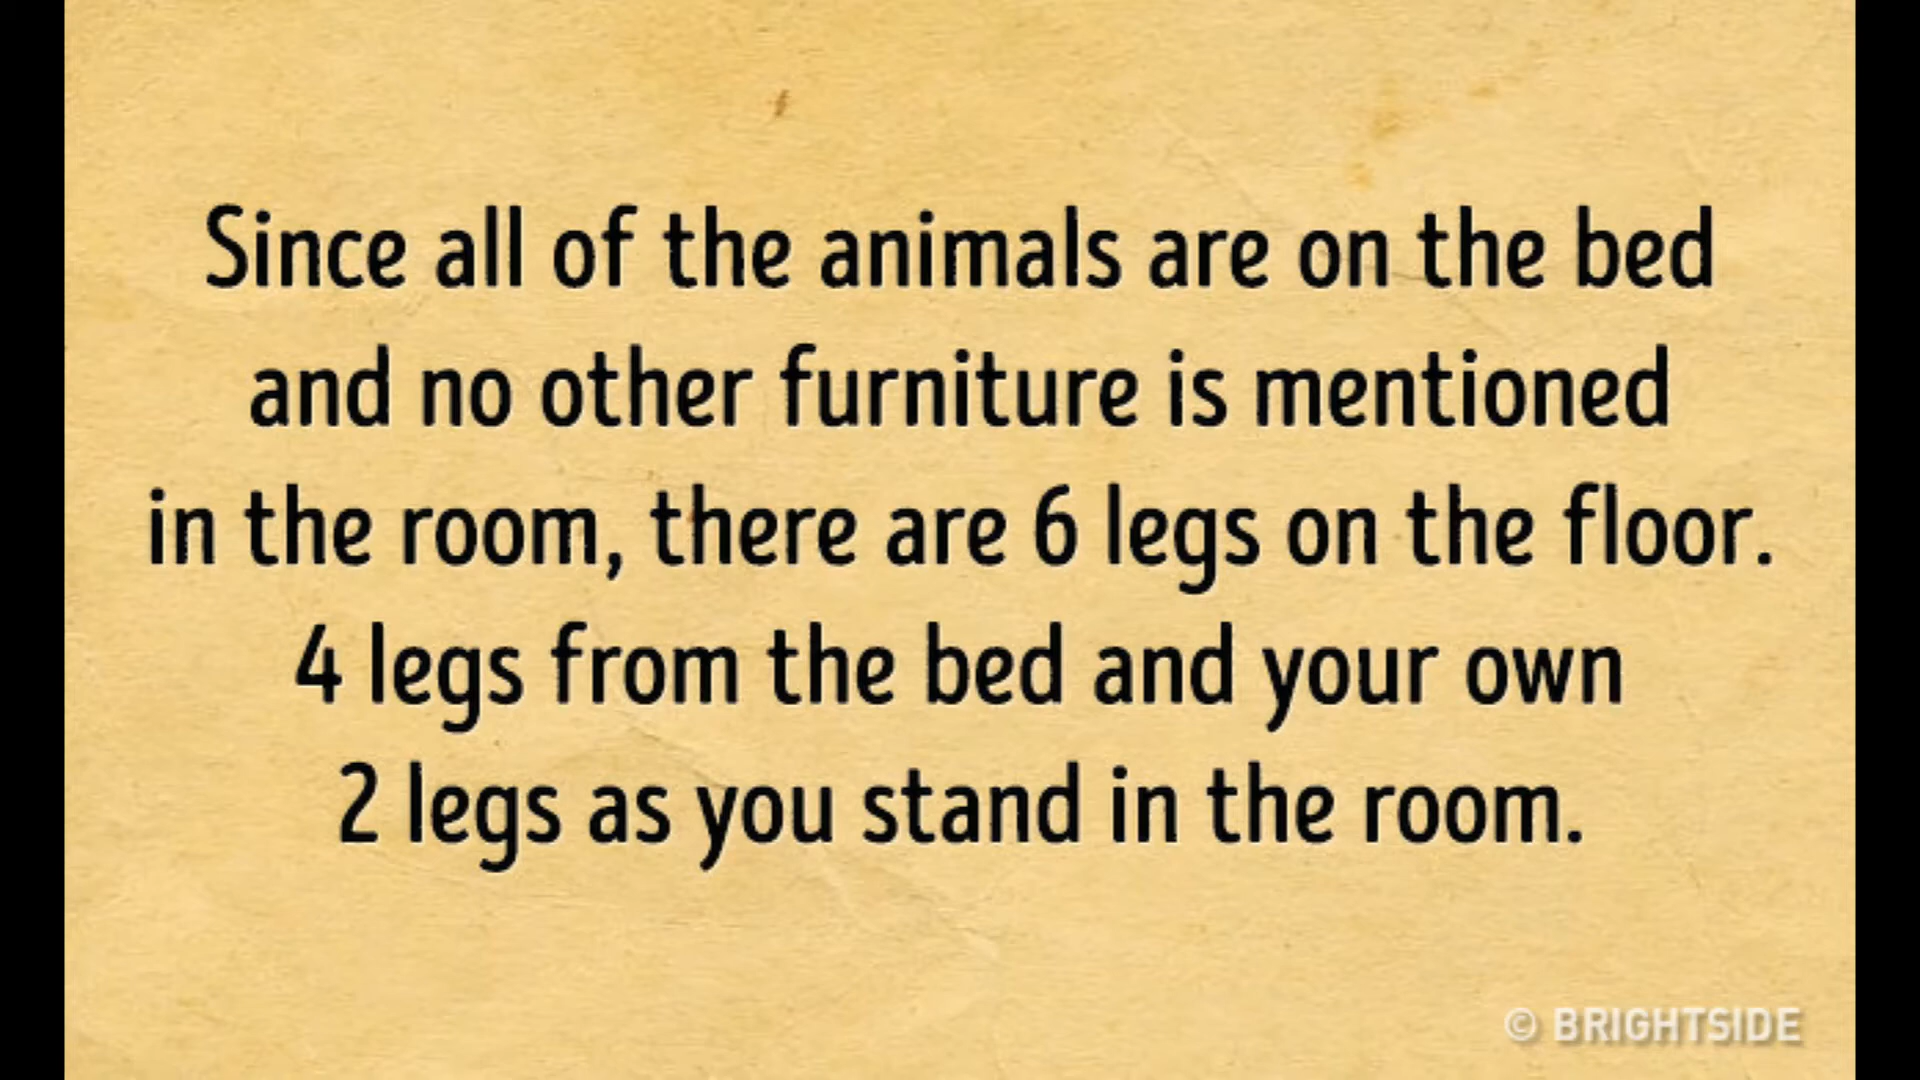 Since all of the animals are on the bed
and no other furniture is mentioned
in the room, there are 6 legs on the floor.
4 legs from the bed and your own
2 legs as you stand in the room.
© BRIGHTSIDE